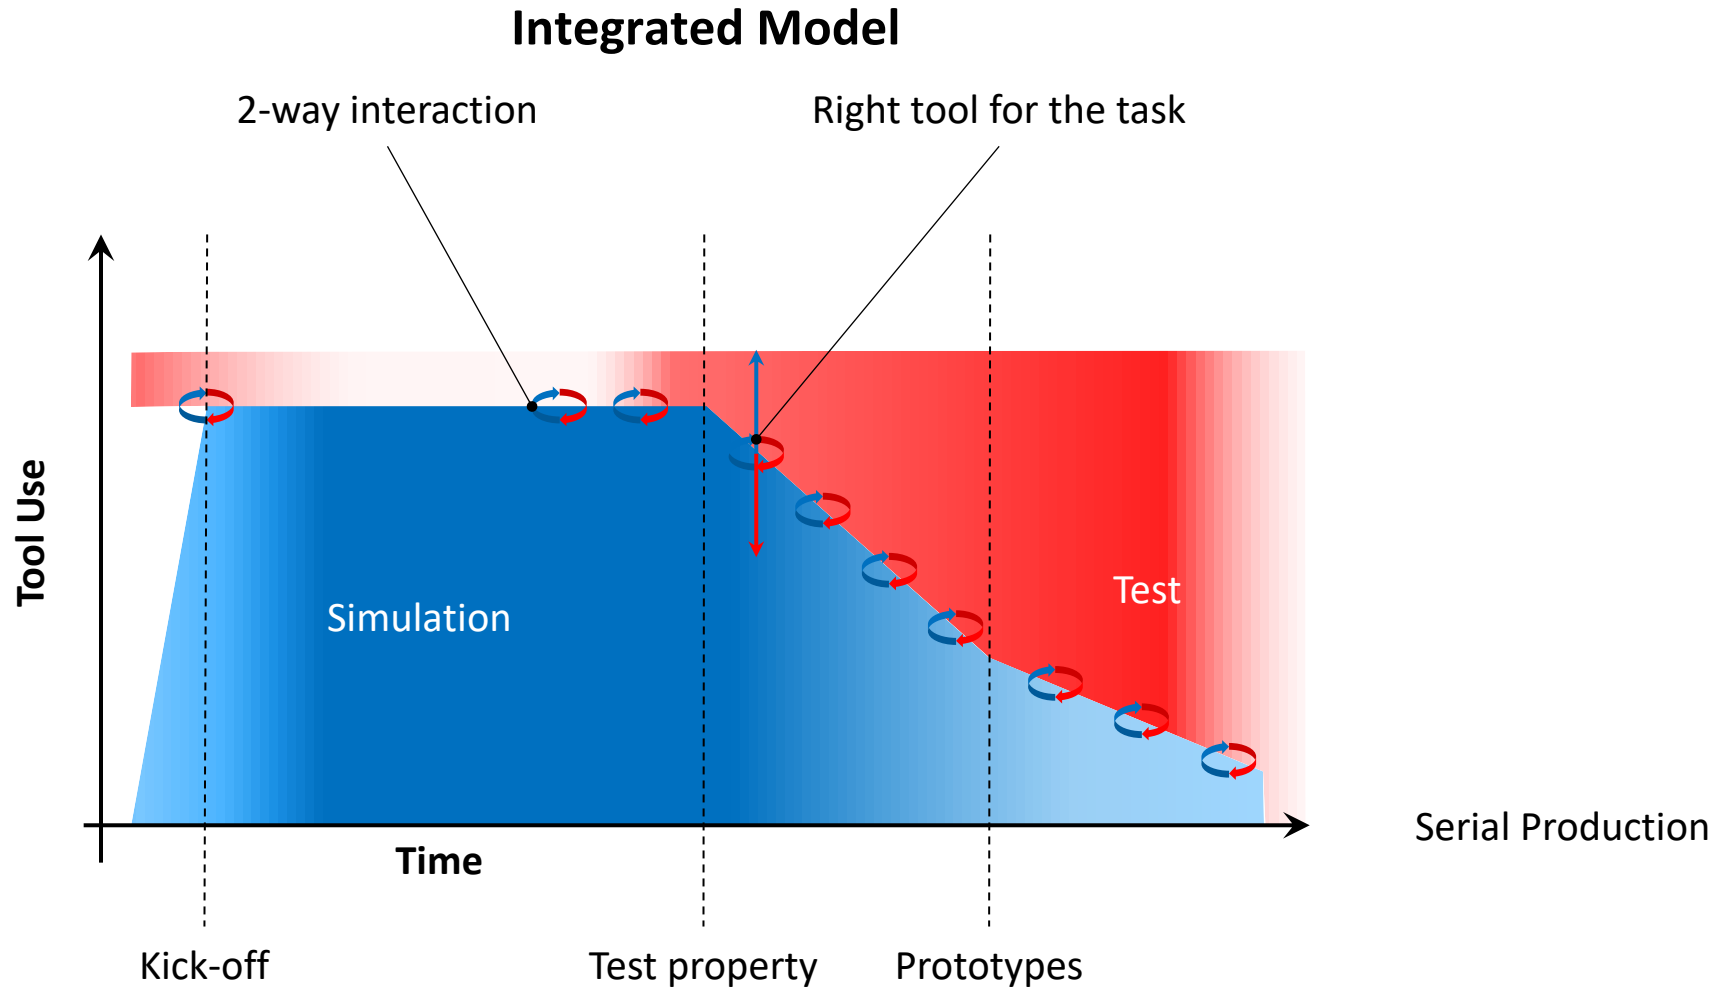 Integrated Model
2-way interaction
Right tool for the task
Tool Use
Simulation
Test
Serial Production
Time
Kick-off
Test property
Prototypes